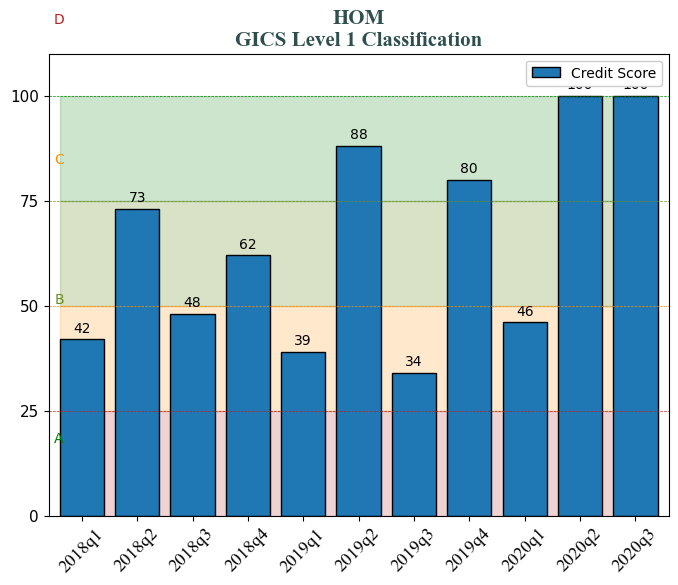 D
HOM
GICS Level 1 Classification
Credit Score
100
C
88
80
75
73
62
B
50
48
46
42
39
34
A
25
0
2018q1
2018q2
2018q3
2018q4
2019q1
2019q2
2019q3
2019q4
2020q1
2020q2
2020q3